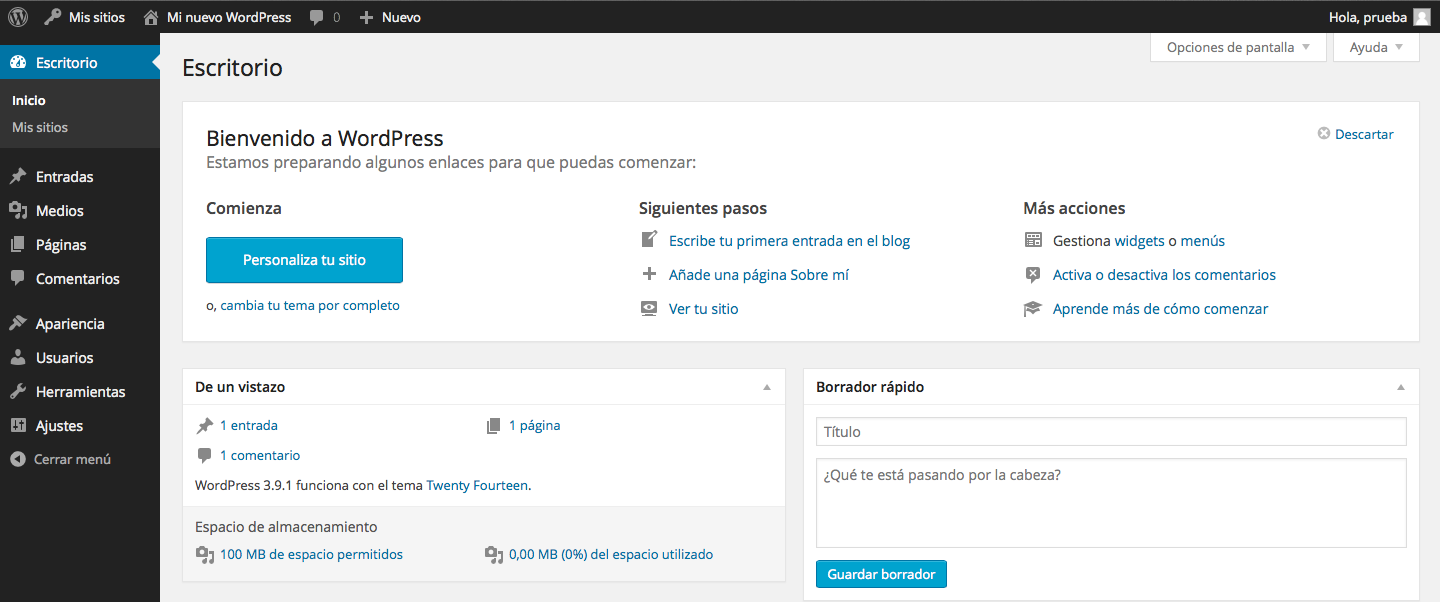 Mis sitios Mi nuevo WordPress 0 Nuevo Hola, prueba
Escritorio
Inicio
Mis sitios
Entradas
Medios
Páginas
Comentarios
Apariencia
Usuarios
Herramientas
Ajustes
Cerrar menú
Opciones de pantalla Ayuda
Escritorio
Bienvenido a WordPress
Descartar
Estamos preparando algunos enlaces para que puedas comenzar:
Comienza
Personaliza tu sitio
o, cambia tu tema por completo
Siguientes pasos
Escribe tu primera entrada en el blog
Añade una página Sobre mí
Ver tu sitio
Más acciones
Gestiona widgets o menús
Activa o desactiva los comentarios
Aprende más de cómo comenzar
De un vistazo
1 entrada 1 página
1 comentario
WordPress 3.9.1 funciona con el tema Twenty Fourteen.
Espacio de almacenamiento
100 MB de espacio permitidos 0,00 MB (0%) del espacio utilizado
Borrador rápido
Título
¿Qué te está pasando por la cabeza?
Guardar borrador